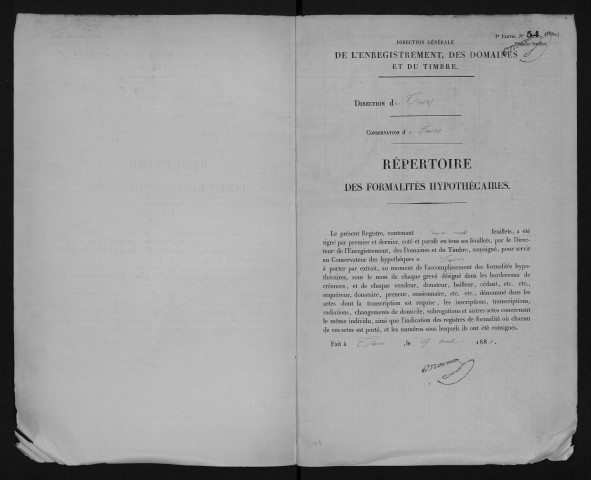 DIRECTION GÉNÉRALE
DE L'ENREGISTREMENT, DES DOMAINES
ET DU TIMBRE.
DIRECTION d
CONSERVATION d
RÉPERTOIRE
DES FORMALITÉS HYPOTHÉCAIRES.
Le présent Registre, contenant feuillets, a été
signé par premier et dernier, coté et parafé en tous ses feuillets, par le Direc-
teur de l'Enregistrement, des Domaines et du Timbre, soussigné, pour servir
au Conservateur des hypothèques a
à porter par extrait, au moment de l'accomplissement des formalités hypo-
thécaires, sous le nom de chaque grevé désigné dans les bordereaux de
créances, et de chaque vendeur, donateur, bailleur, cédant, etc. etc.,
acquéreur, donataire, preneur, cessionnaire, etc. etc., dénommé dans les
actes dont la transcription est requise, les inscriptions, transcriptions,
radiations, changements de domicile, subrogations et autres actes concernant
le même individu, ainsi que l'indication des registres de formalité où chacun
de ces actes est porté, et les numéros sous lesquels ils ont été consignés.
FAIT à , le 188